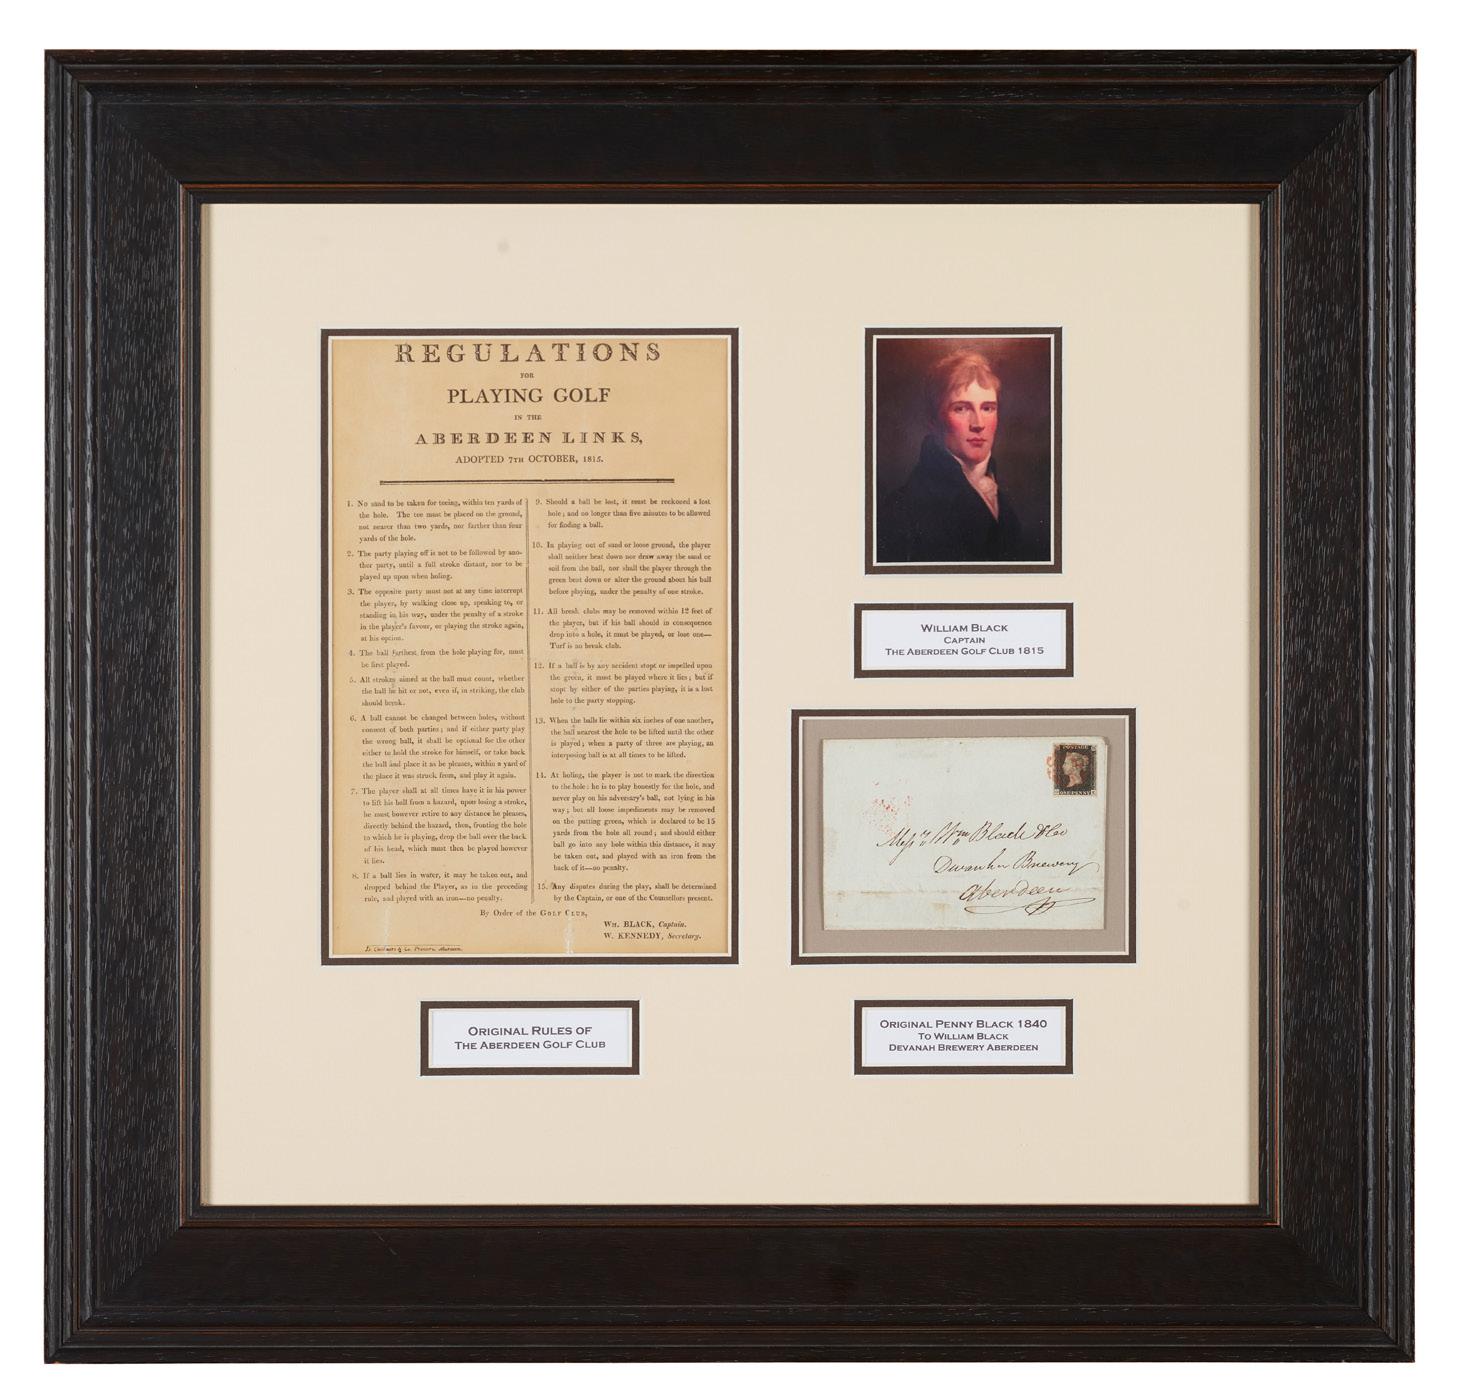 REGULATIONS
FOR
PLAYING GOLF
IN THE
ABERDEEN LINKS,
ADOPTED 7TH OCTOBER, 1815.
1. No sand to be taken for teeing, within ten yards of
the hole. The tee must be placed on the ground,
not nearer than two yards, nor farther than four
yards of the hole.
2. The party playing off is not to be followed by ano-
ther party, until a full stroke distant, nor to be
played up upon when holing.
3. The opposite party must not at any time interrupt
the player, by walking close up, speaking to, or
standing in his way, under the penalty of a stroke
in the player's favour, or playing the stroke again,
at his option.
4. The ball farthest from the hole playing for, must
be first played.
5. All strokes aimed at the ball must count, whether
the ball be hit or not, even if, in striking, the club
should break.
6. A ball cannot be changed between holes, without
consent of both parties; and if either party play
the wrong ball, it shall be optional for the other
either to hold the stroke for himself, or take back
the ball and place it as he pleases, within a yard of
the place it was struck from, and play it again.
7. The player shall at all times have it in his power
to lift his ball from a hazard, upon losing a stroke,
he must however retire to any distance he pleases,
directly behind the hazard, then, fronting the hole
to which he is playing, drop the ball over the back
of his head, which must then be played however
it lies.
8. If a ball lies in water, it may be taken out, and
dropped behind the Player, as in the preceding
rule, and played with an iron—no penalty.
9. Should a ball be lost, it must be reckoned a lost
hole; and no longer than five minutes to be allowed
for finding a ball.
10. In playing out of sand or loose ground, the player
shall neither beat down nor draw away the sand or
soil from the ball, nor shall the player through the
green beat down or alter the ground about his ball
before playing, under the penalty of one stroke.
11. All break clubs may be removed within 12 feet of
the player, but if his ball should in consequence
drop into a hole, it must be played, or lose one—
Turf is no break club.
12. If a ball is by any accident stopt or impelled upon
the green, it must be played where it lies; but if
stopt by either of the parties playing, it is a lost
hole to the party stopping.
13. When the balls lie within six inches of one another,
the ball nearest the hole to be lifted until the other
is played; when a party of three are playing, an
interposing ball is at all times to be lifted.
14. At holing, the player is not to mark the direction
to the hole: he is to play honestly for the hole, and
never play on his adversary's ball, not lying in his
way; but all loose impediments may be removed
on the putting green, which is declared to be 15
yards from the hole all round; and should either
ball go into any hole within this distance, it may
be taken out, and played with an iron from the
back of it—no penalty.
15. Any disputes during the play, shall be determined
by the Captain, or one of the Counsellors present.
By Order of the GOLF CLUB,
WM. BLACK, Captain.
W. KENNEDY, Secretary.
D. Chalmers & Co. Printers, Aberdeen.
ORIGINAL RULES OF
THE ABERDEEN GOLF CLUB
WILLIAM BLACK
CAPTAIN
THE ABERDEEN GOLF CLUB 1815
POSTAGE
ONE PENNY
Messrs Wm Black & Co
Devanha Brewery
Aberdeen
ORIGINAL PENNY BLACK 1840
TO WILLIAM BLACK
DEVANAH BREWERY ABERDEEN